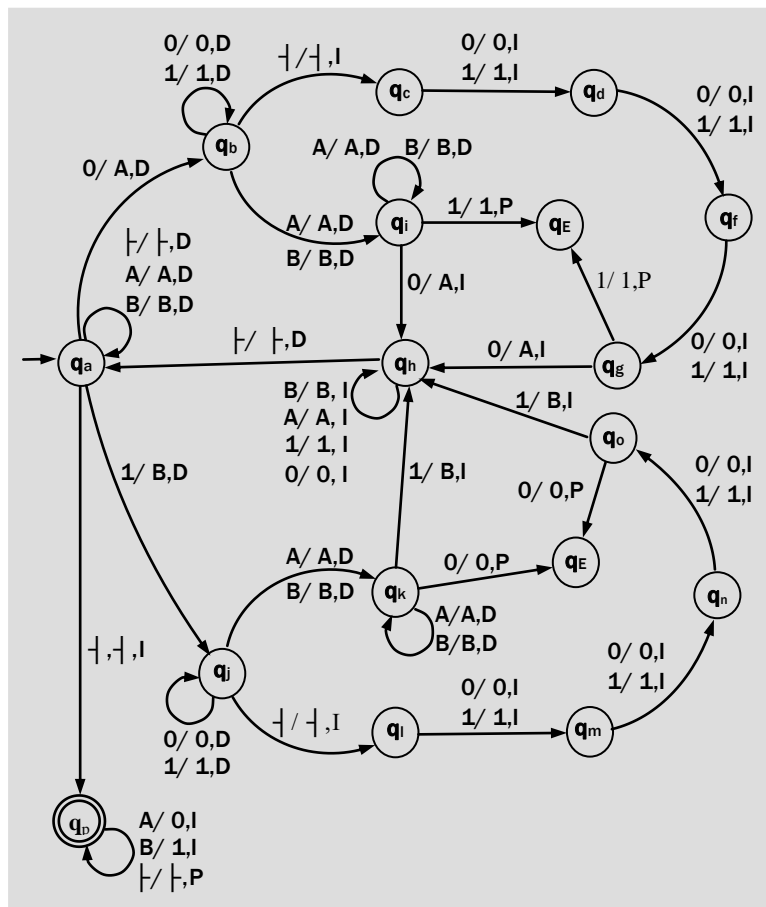 0/ 0,D
1/ 1,D
┤/┤,I
0/ 0,I
1/ 1,I
qc
qd
0/ 0,I
1/ 1,I
qb
0/ A,D
A/ A,D B/ B,D
A/ A,D
B/ B,D
qi
1/ 1,P
qE
qf
├/ ├,D
A/ A,D
B/ B,D
0/ A,I
1/ 1,P
├/ ├,D
qa
qh
0/ A,I
qg
0/ 0,I
1/ 1,I
B/ B, I
A/ A, I
1/ 1, I
0/ 0, I
1/ B,I
qo
1/ B,D
1/ B,I
0/ 0,P
0/ 0,I
1/ 1,I
A/ A,D
B/ B,D
qk
0/ 0,P
qE
qn
A/A,D
B/B,D
┤,┤,I
qj
0/ 0,I
1/ 1,I
0/ 0,I
1/ 1,I
0/ 0,D
1/ 1,D
┤/ ┤,I
ql
qm
qD
A/ 0,I
B/ 1,I
├/ ├,P